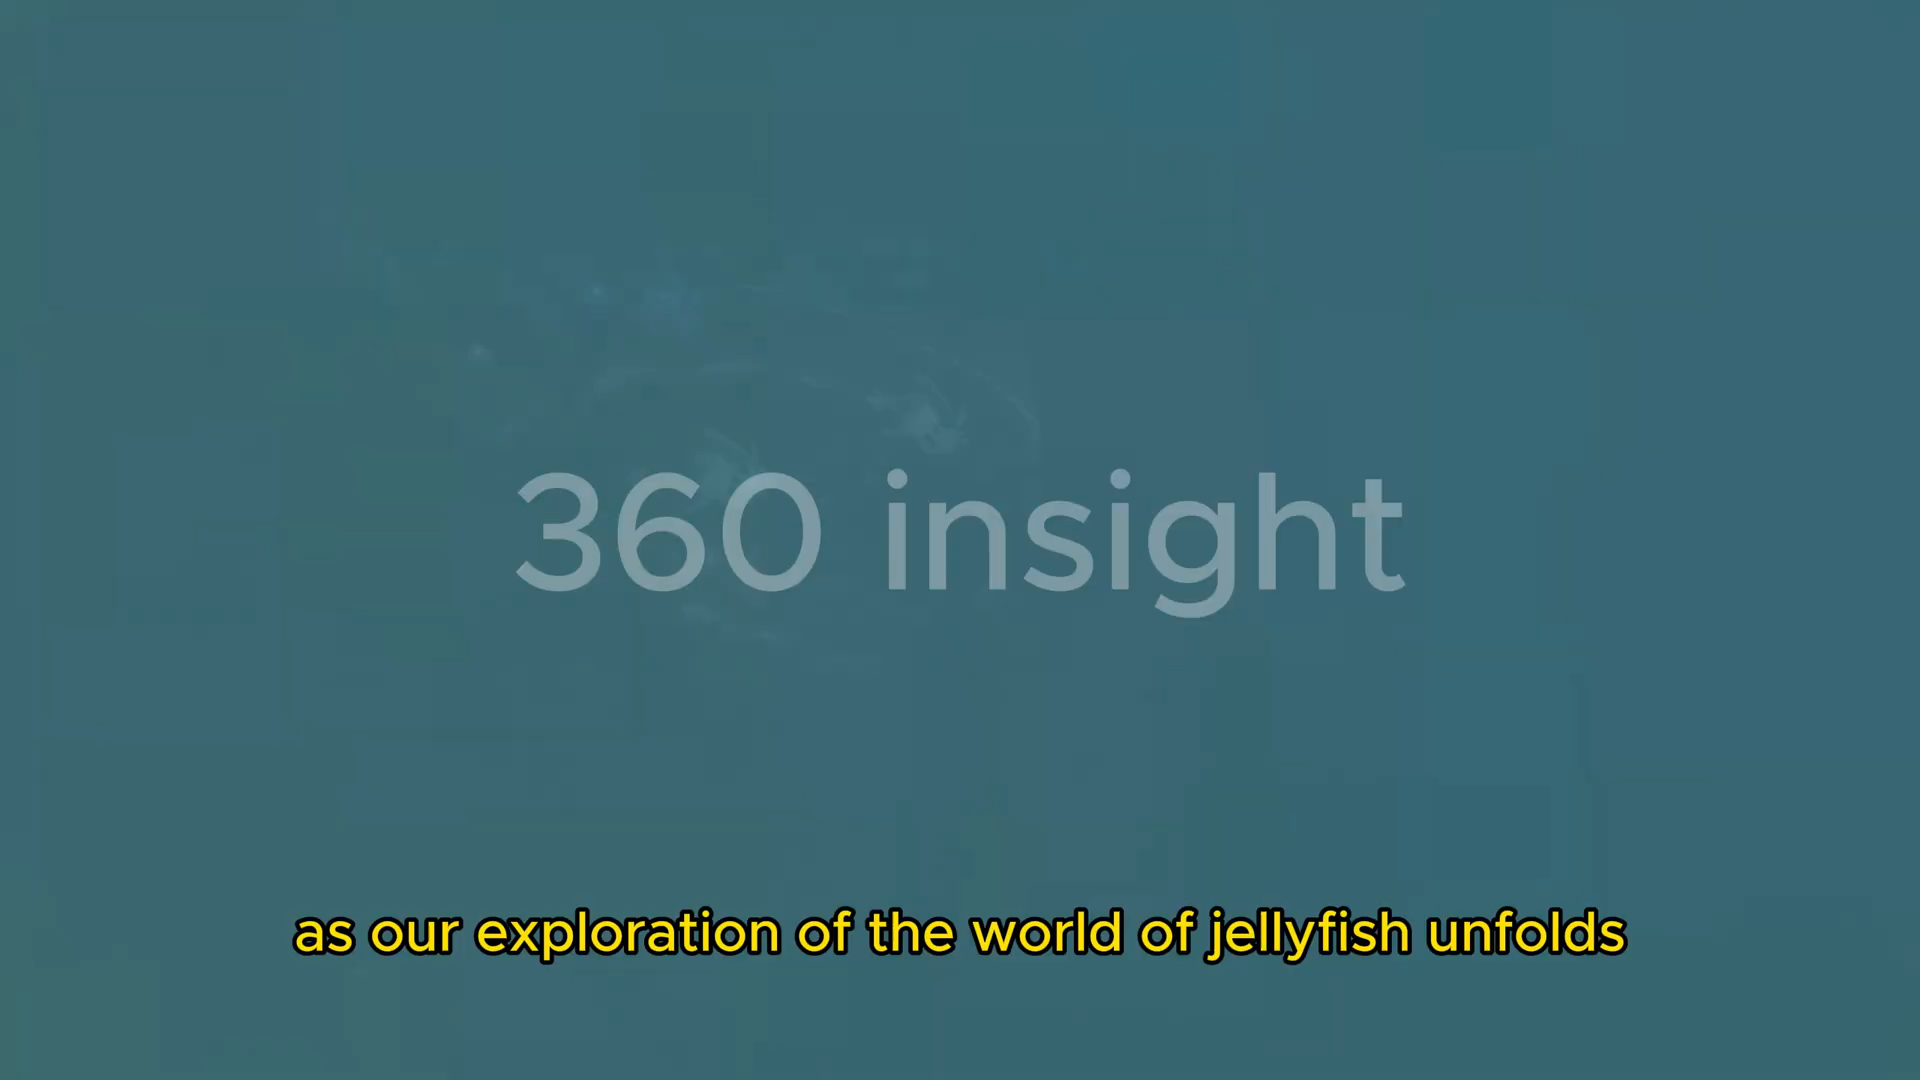 360 insight
as our exploration of the world of jellyfish unfolds